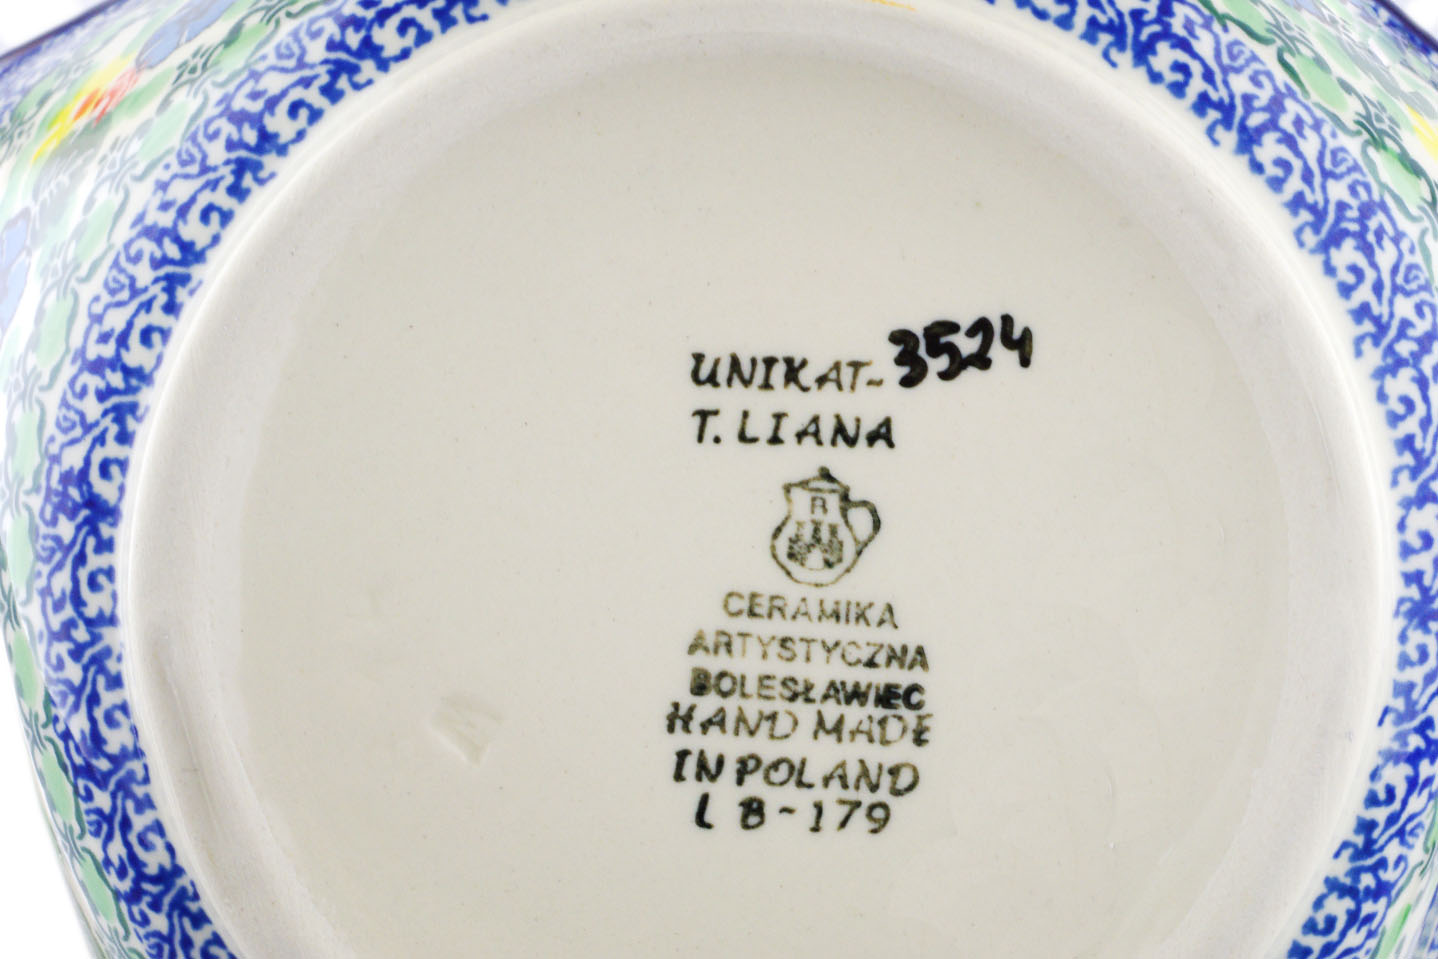 UNIKAT-3524
T. LIANA
R
CERAMIKA
ARTYSTYCZNA
BOLESŁAWIEC
HAND MADE
IN POLAND
L B-179